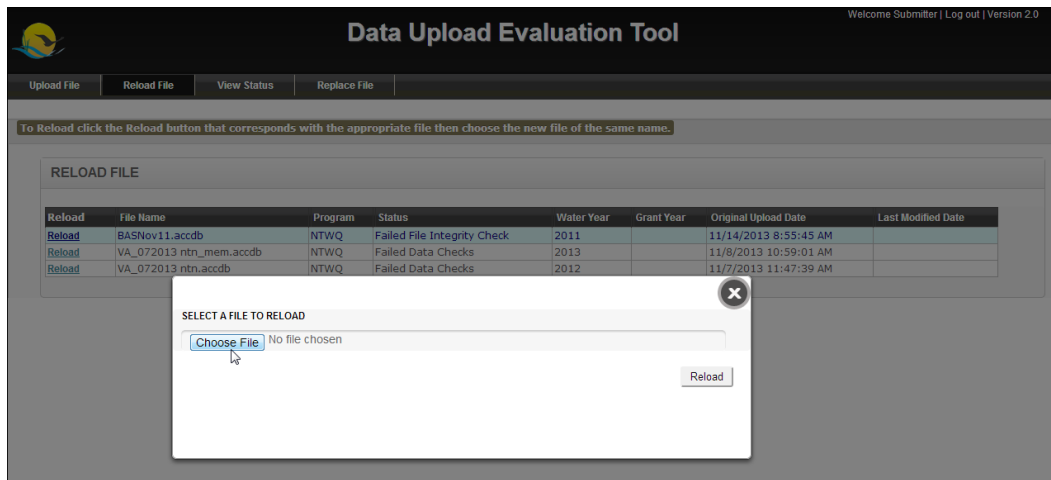 Welcome Submitter | Log out | Version 2.0
Data Upload Evaluation Tool
Upload File Reload File View Status Replace File
To Reload click the Reload button that corresponds with the appropriate file then choose the new file of the same name.
RELOAD FILE
Reload File Name Program Status Water Year Grant Year Original Upload Date Last Modified Date
Reload BASNov11.accdb NTWQ Failed File Integrity Check 2011 11/14/2013 8:55:45 AM
Reload VA_072013 ntn_mem.accdb NTWQ Failed Data Checks 2013 11/8/2013 10:59:01 AM
Reload VA_072013 ntn.accdb NTWQ Failed Data Checks 2012 11/7/2013 11:47:39 AM
SELECT A FILE TO RELOAD
Choose File No file chosen
Reload